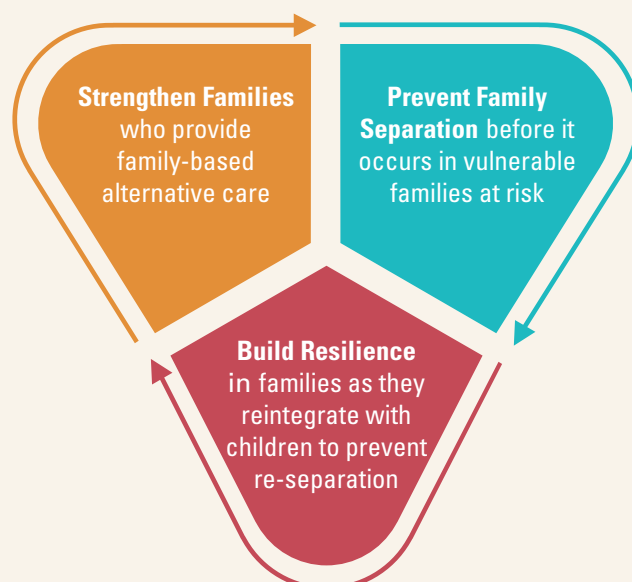 Strengthen Families
who provide
family-based
alternative care
Prevent Family
Separation before it
occurs in vulnerable
families at risk
Build Resilience
in families as they
reintegrate with
children to prevent
re-separation